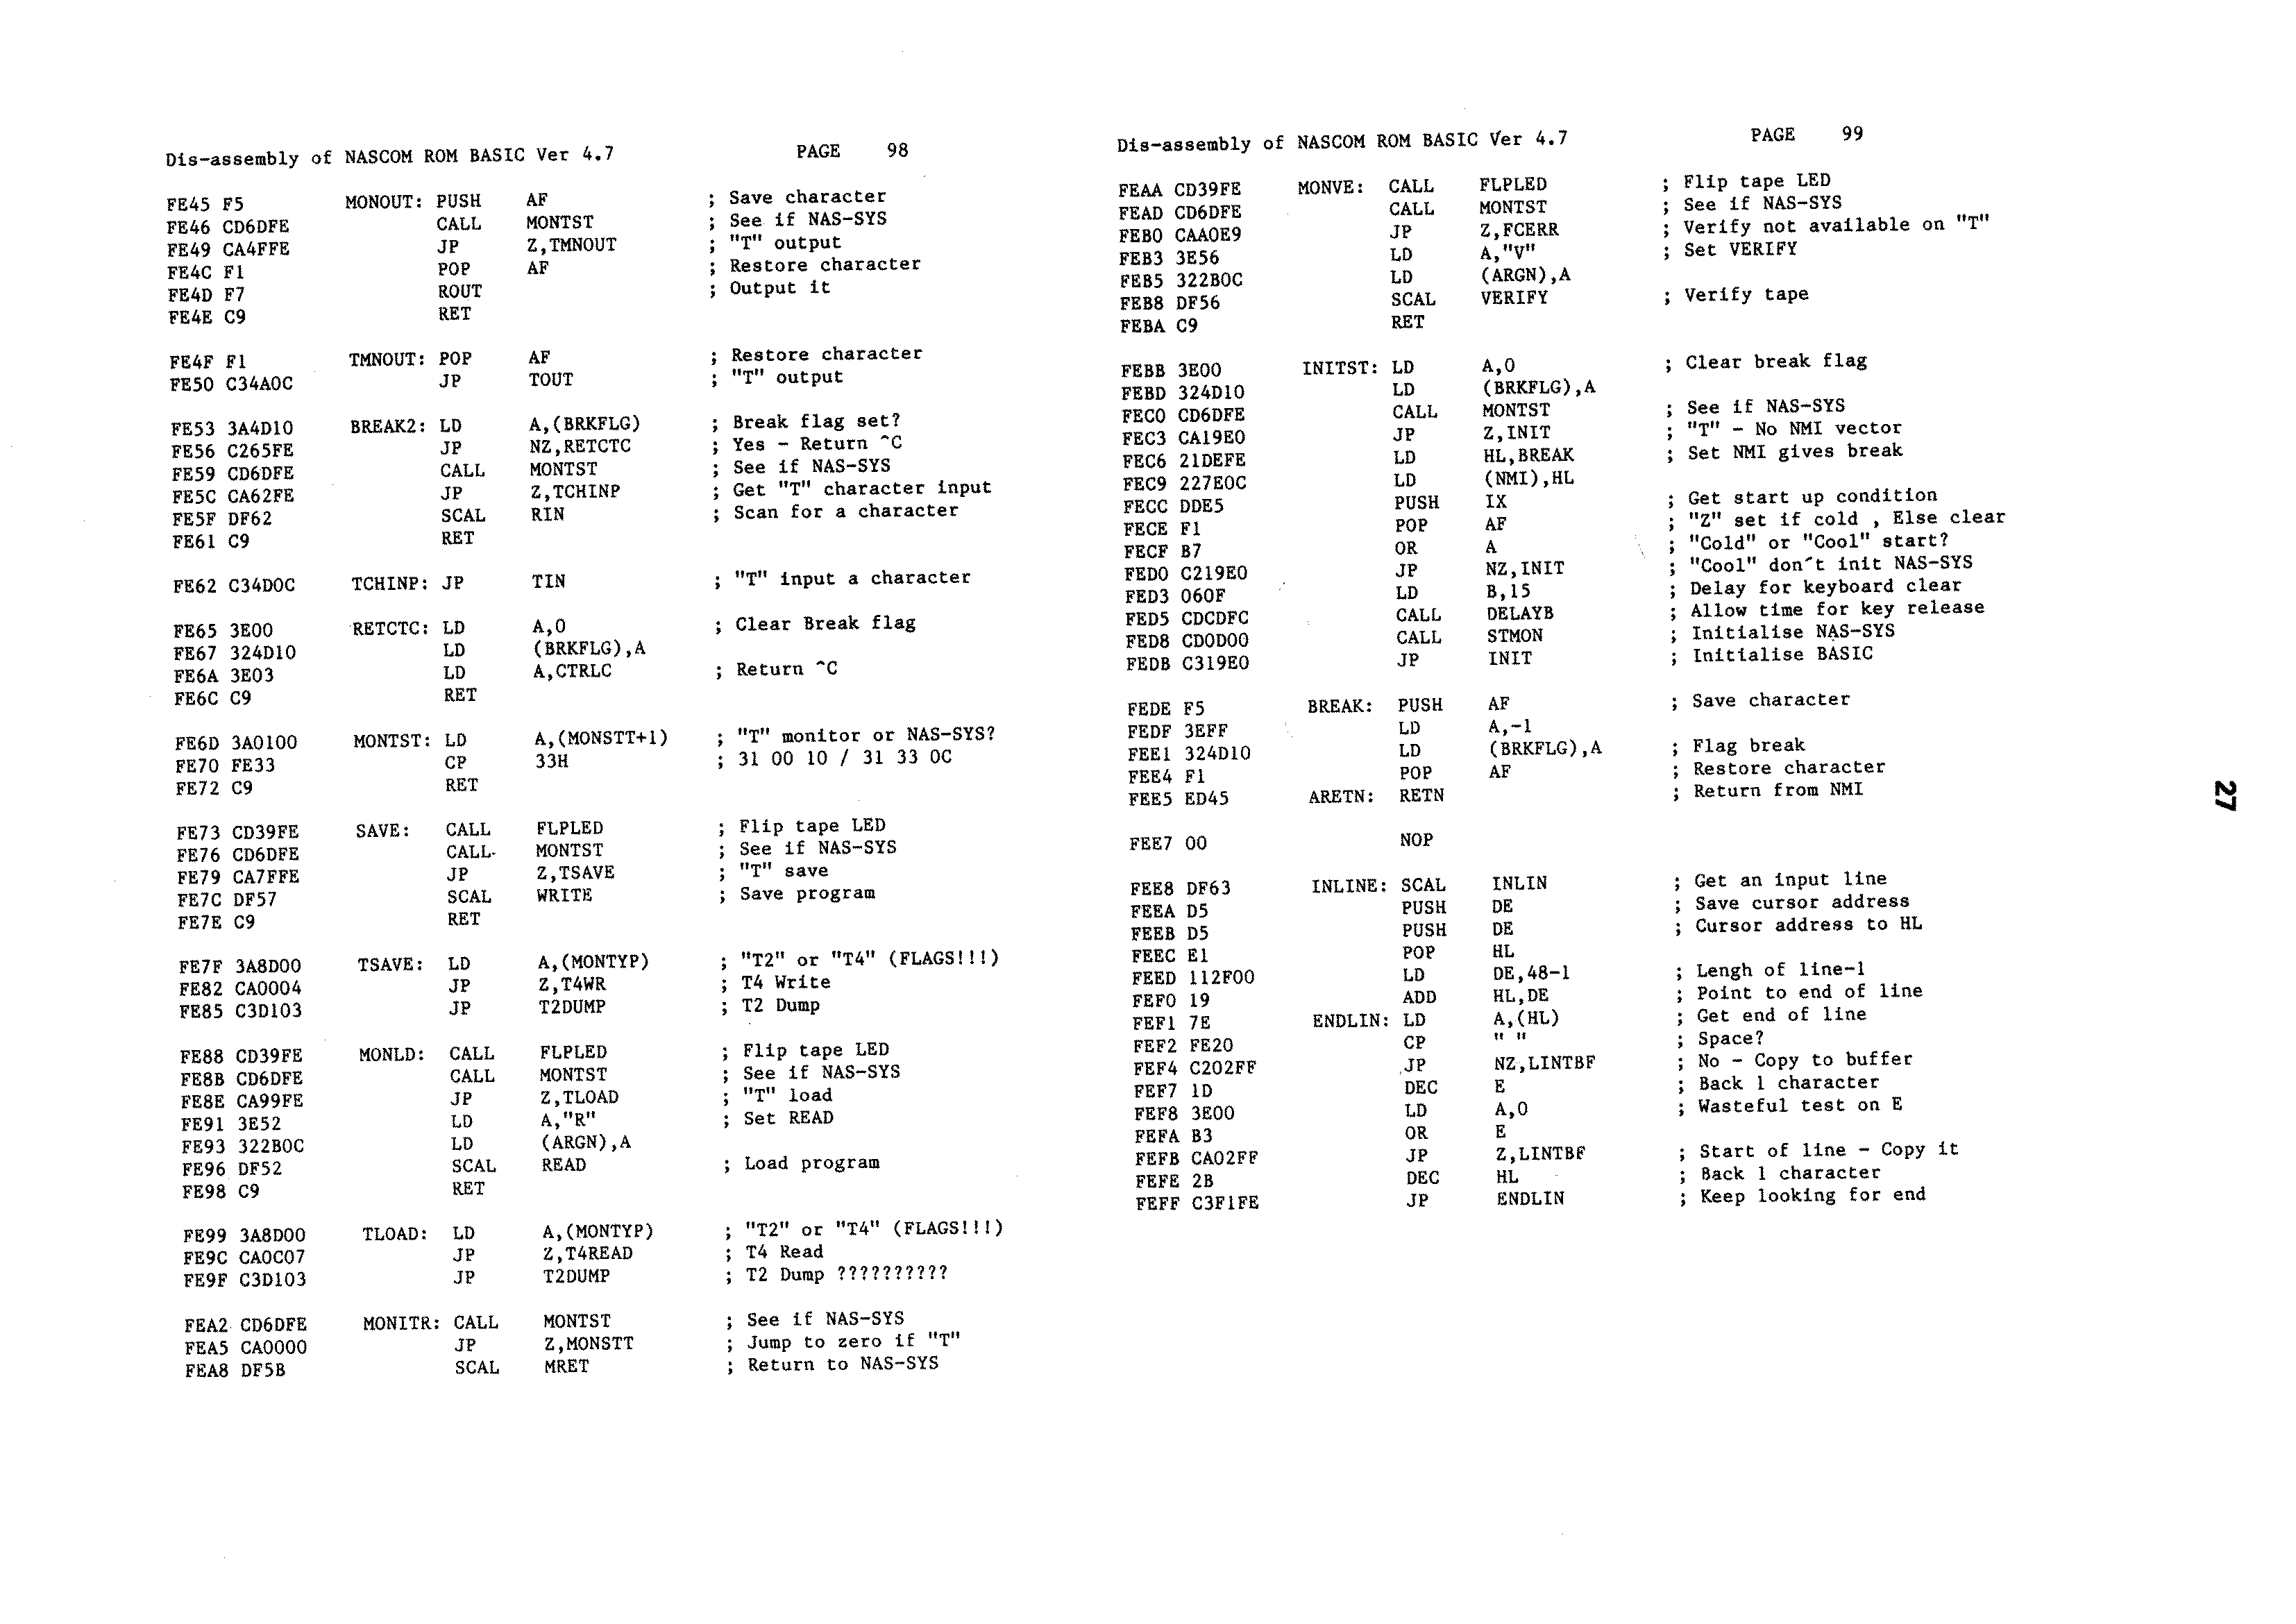 Dis-assembly of NASCOM ROM BASIC Ver 4.7 PAGE 98
FE45 F5 MONOUT: PUSH AF ; Save character
FE46 CD6DFE CALL MONTST ; See if NAS-SYS
FE49 CA4FFE JP Z,TMNOUT ; "T" output
FE4C F1 POP AF ; Restore character
FE4D F7 ROUT ; Output it
FE4E C9 RET
FE4F F1 TMNOUT: POP AF ; Restore character
FE50 C34A0C JP TOUT ; "T" output
FE53 3A4D10 BREAK2: LD A,(BRKFLG) ; Break flag set?
FE56 C265FE JP NZ,RETCTC ; Yes - Return ^C
FE59 CD6DFE CALL MONTST ; See if NAS-SYS
FE5C CA62FE JP Z,TCHINP ; Get "T" character input
FE5F DF62 SCAL RIN ; Scan for a character
FE61 C9 RET
FE62 C34D0C TCHINP: JP TIN ; "T" input a character
FE65 3E00 RETCTC: LD A,0 ; Clear Break flag
FE67 324D10 LD (BRKFLG),A
FE6A 3E03 LD A,CTRLC ; Return ^C
FE6C C9 RET
FE6D 3A0100 MONTST: LD A,(MONSTT+1) ; "T" monitor or NAS-SYS?
FE70 FE33 CP 33H ; 31 00 10 / 31 33 0C
FE72 C9 RET
FE73 CD39FE SAVE: CALL FLPLED ; Flip tape LED
FE76 CD6DFE CALL MONTST ; See if NAS-SYS
FE79 CA7FFE JP Z,TSAVE ; "T" save
FE7C DF57 SCAL WRITE ; Save program
FE7E C9 RET
FE7F 3A8D00 TSAVE: LD A,(MONTYP) ; "T2" or "T4" (FLAGS!!!)
FE82 CA0004 JP Z,T4WR ; T4 Write
FE85 C3D103 JP T2DUMP ; T2 Dump
FE88 CD39FE MONLD: CALL FLPLED ; Flip tape LED
FE8B CD6DFE CALL MONTST ; See if NAS-SYS
FE8E CA99FE JP Z,TLOAD ; "T" load
FE91 3E52 LD A,"R" ; Set READ
FE93 322B0C LD (ARGN),A
FE96 DF52 SCAL READ ; Load program
FE98 C9 RET
FE99 3A8D00 TLOAD: LD A,(MONTYP) ; "T2" or "T4" (FLAGS!!!)
FE9C CA0C07 JP Z,T4READ ; T4 Read
FE9F C3D103 JP T2DUMP ; T2 Dump ??????????
FEA2 CD6DFE MONITR: CALL MONTST ; See if NAS-SYS
FEA5 CA0000 JP Z,MONSTT ; Jump to zero if "T"
FEA8 DF5B SCAL MRET ; Return to NAS-SYS
Dis-assembly of NASCOM ROM BASIC Ver 4.7 PAGE 99
FEAA CD39FE MONVE: CALL FLPLED ; Flip tape LED
FEAD CD6DFE CALL MONTST ; See if NAS-SYS
FEB0 CAA0E9 JP Z,FCERR ; Verify not available on "T"
FEB3 3E56 LD A,"V" ; Set VERIFY
FEB5 322B0C LD (ARGN),A
FEB8 DF56 SCAL VERIFY ; Verify tape
FEBA C9 RET
FEBB 3E00 INITST: LD A,0 ; Clear break flag
FEBD 324D10 LD (BRKFLG),A
FEC0 CD6DFE CALL MONTST ; See if NAS-SYS
FEC3 CA19E0 JP Z,INIT ; "T" - No NMI vector
FEC6 21DEFE LD HL,BREAK ; Set NMI gives break
FEC9 227E0C LD (NMI),HL
FECC DDE5 PUSH IX ; Get start up condition
FECE F1 POP AF ; "Z" set if cold , Else clear
FECF B7 OR A ; "Cold" or "Cool" start?
FED0 C219E0 JP NZ,INIT ; "Cool" don´t init NAS-SYS
FED3 060F LD B,15 ; Delay for keyboard clear
FED5 CDCDFC CALL DELAYB ; Allow time for key release
FED8 CD0D00 CALL STMON ; Initialise NAS-SYS
FEDB C319E0 JP INIT ; Initialise BASIC
FEDE F5 BREAK: PUSH AF ; Save character
FEDF 3EFF LD A,-1
FEE1 324D10 LD (BRKFLG),A ; Flag break
FEE4 F1 POP AF ; Restore character
FEE5 ED45 ARETN: RETN ; Return from NMI
FEE7 00 NOP
FEE8 DF63 INLINE: SCAL INLIN ; Get an input line
FEEA D5 PUSH DE ; Save cursor address
FEEB D5 PUSH DE ; Cursor address to HL
FEEC E1 POP HL
FEED 112F00 LD DE,48-1 ; Lengh of line-1
FEF0 19 ADD HL,DE ; Point to end of line
FEF1 7E ENDLIN: LD A,(HL) ; Get end of line
FEF2 FE20 CP " " ; Space?
FEF4 C202FF JP NZ,LINTBF ; No - Copy to buffer
FEF7 1D DEC E ; Back 1 character
FEF8 3E00 LD A,0 ; Wasteful test on E
FEFA B3 OR E
FEFB CA02FF JP Z,LINTBF ; Start of line - Copy it
FEFE 2B DEC HL ; Back 1 character
FEFF C3F1FE JP ENDLIN ; Keep looking for end
27